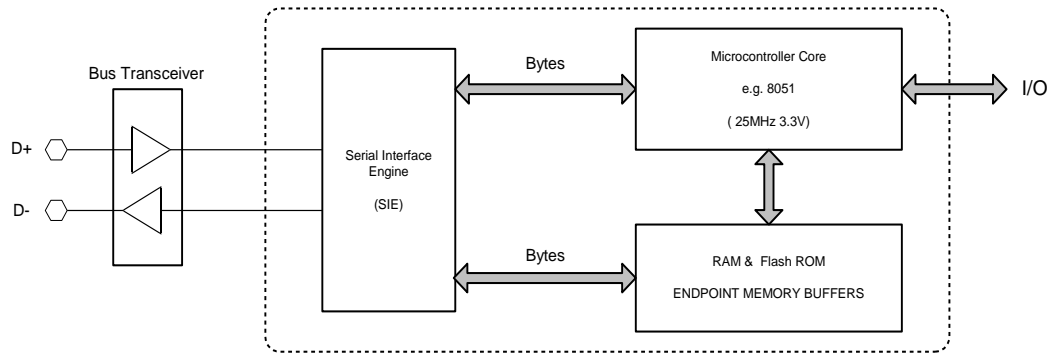 Bus Transceiver
D+
D-
Serial Interface
Engine
(SIE)
Bytes
Bytes
Microcontroller Core
e.g. 8051
( 25MHz 3.3V)
I/O
RAM & Flash ROM
ENDPOINT MEMORY BUFFERS